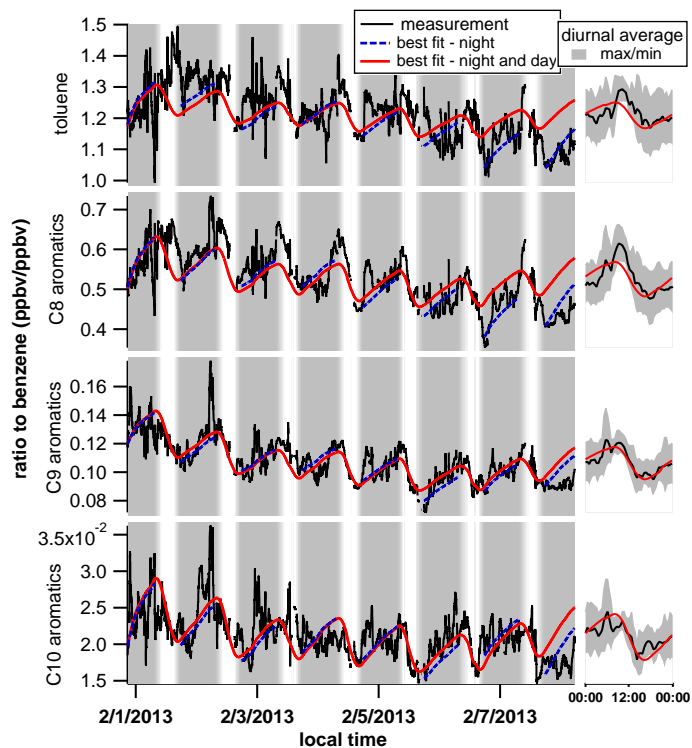 measurement
best fit - night
best fit - night and day
diurnal average
max/min
ratio to benzene (ppbv/ppbv)
toluene
1.5
1.4
1.3
1.2
1.1
1.0
C8 aromatics
0.7
0.6
0.5
0.4
C9 aromatics
0.16
0.14
0.12
0.10
0.08
C10 aromatics
3.5x10-2
3.0
2.5
2.0
1.5
2/1/2013 2/3/2013 2/5/2013 2/7/2013
local time
00:00 12:00 00:00